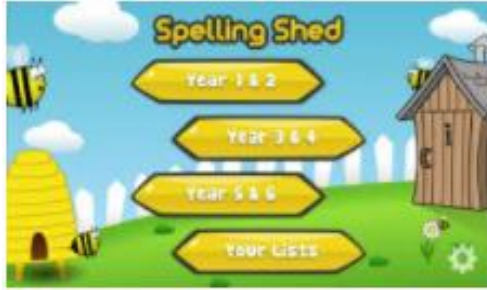 Spelling Shed
Year 1 & 2
Year 3 & 4
Year 5 & 6
Your Lists